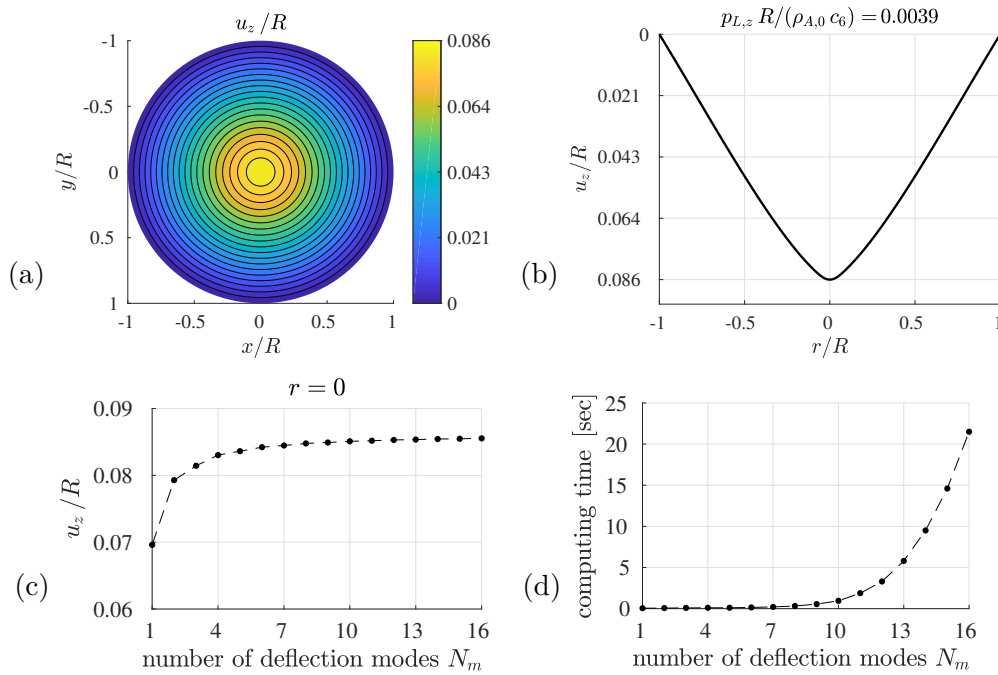 u_z/R
-1
-0.5
0
0.5
1
y/R
-1 -0.5 0 0.5 1
x/R
0.086
0.064
0.043
0.021
0
(a)
p_{L,z} R/(ρ_{A,0} c_6) = 0.0039
0
0.021
0.043
0.064
0.086
u_z/R
-1 -0.5 0 0.5 1
r/R
(b)
r = 0
0.09
0.08
0.07
0.06
u_z/R
1 4 7 10 13 16
number of deflection modes N_m
(c)
25
20
15
10
5
0
computing time [sec]
1 4 7 10 13 16
number of deflection modes N_m
(d)